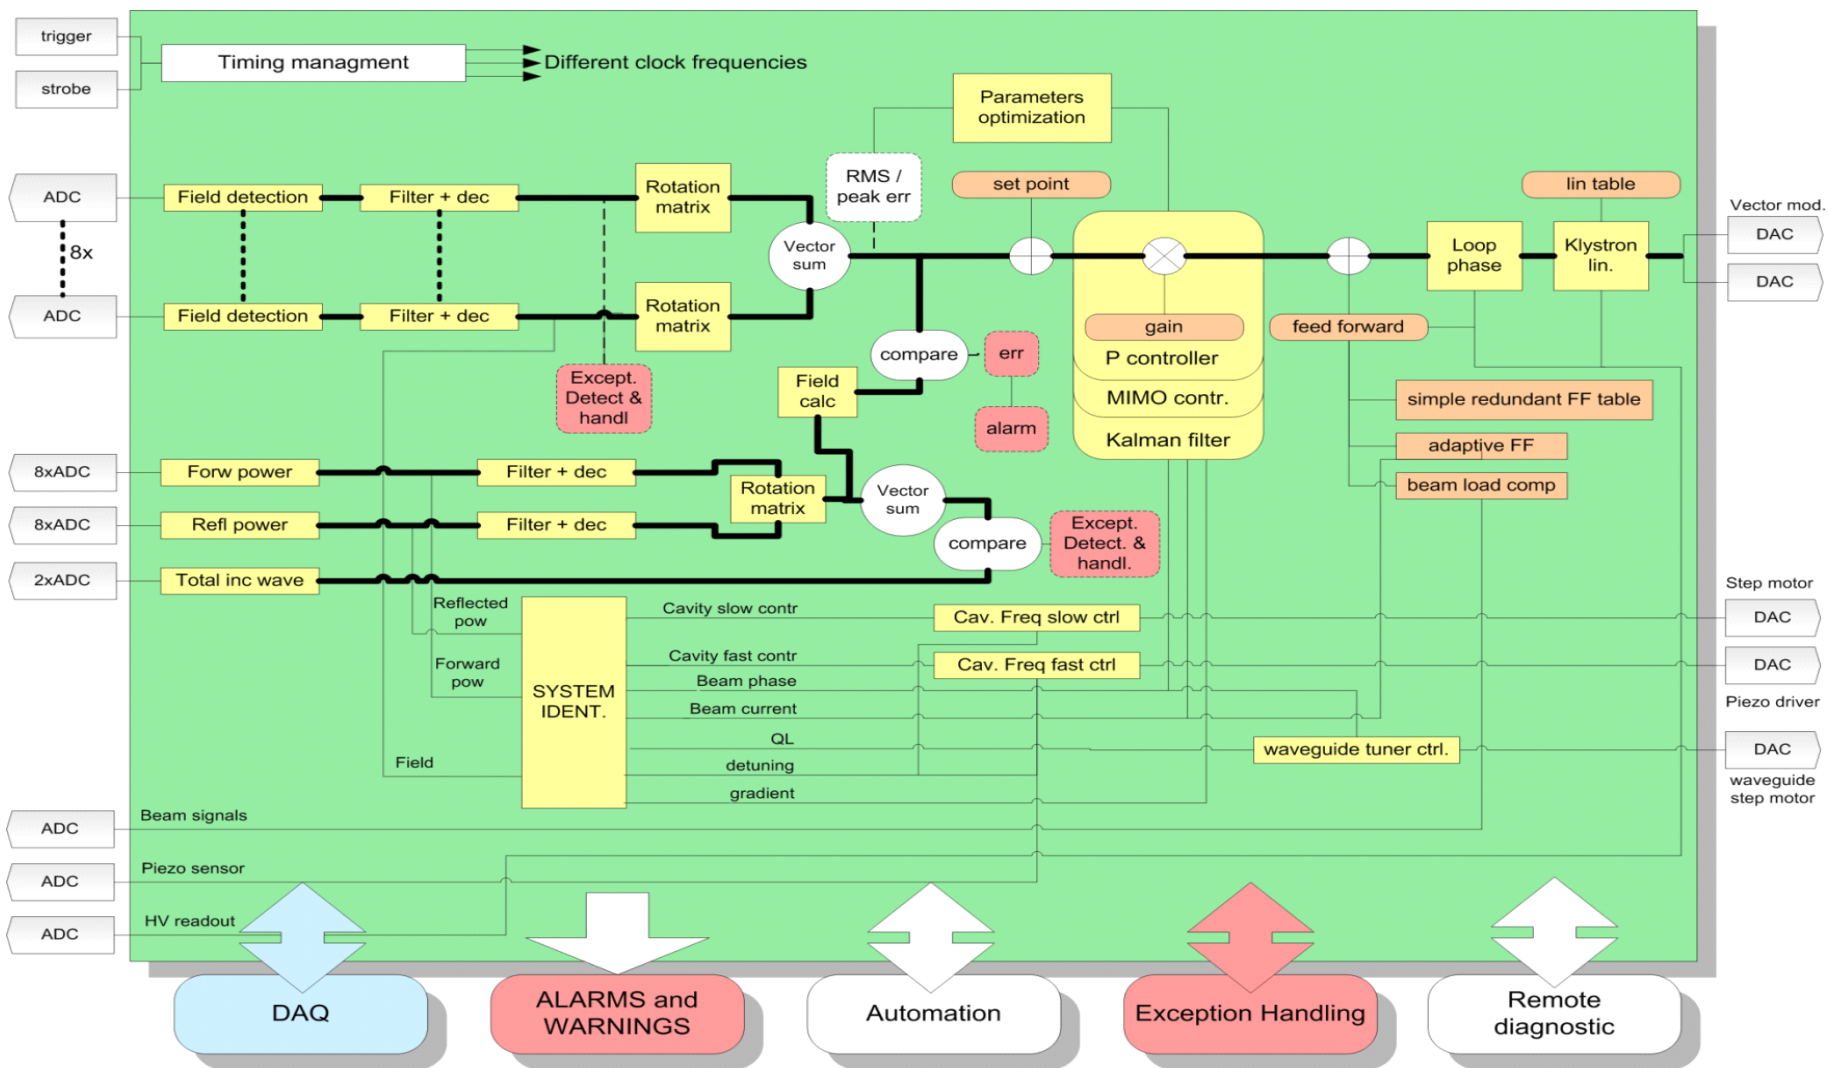 trigger
strobe
Timing managment
Different clock frequencies
Parameters
optimization
ADC
8x
ADC
Field detection
Filter + dec
Rotation
matrix
Field detection
Filter + dec
Rotation
matrix
Vector
sum
RMS /
peak err
set point
lin table
Loop
phase
Klystron
lin.
Vector mod.
DAC
DAC
gain
feed forward
P controller
MIMO contr.
Kalman filter
compare
err
alarm
Field
calc
Except.
Detect &
handl
simple redundant FF table
adaptive FF
beam load comp
8xADC
Forw power
Filter + dec
8xADC
Refl power
Filter + dec
Rotation
matrix
Vector
sum
compare
Except.
Detect. &
handl.
2xADC
Total inc wave
Reflected
pow
Forward
pow
Field
SYSTEM
IDENT.
Cavity slow contr
Cav. Freq slow ctrl
Cavity fast contr
Cav. Freq fast ctrl
Beam phase
Beam current
QL
waveguide tuner ctrl.
detuning
gradient
Step motor
DAC
DAC
Piezo driver
DAC
waveguide
step motor
ADC
Beam signals
ADC
Piezo sensor
ADC
HV readout
DAQ
ALARMS and
WARNINGS
Automation
Exception Handling
Remote
diagnostic